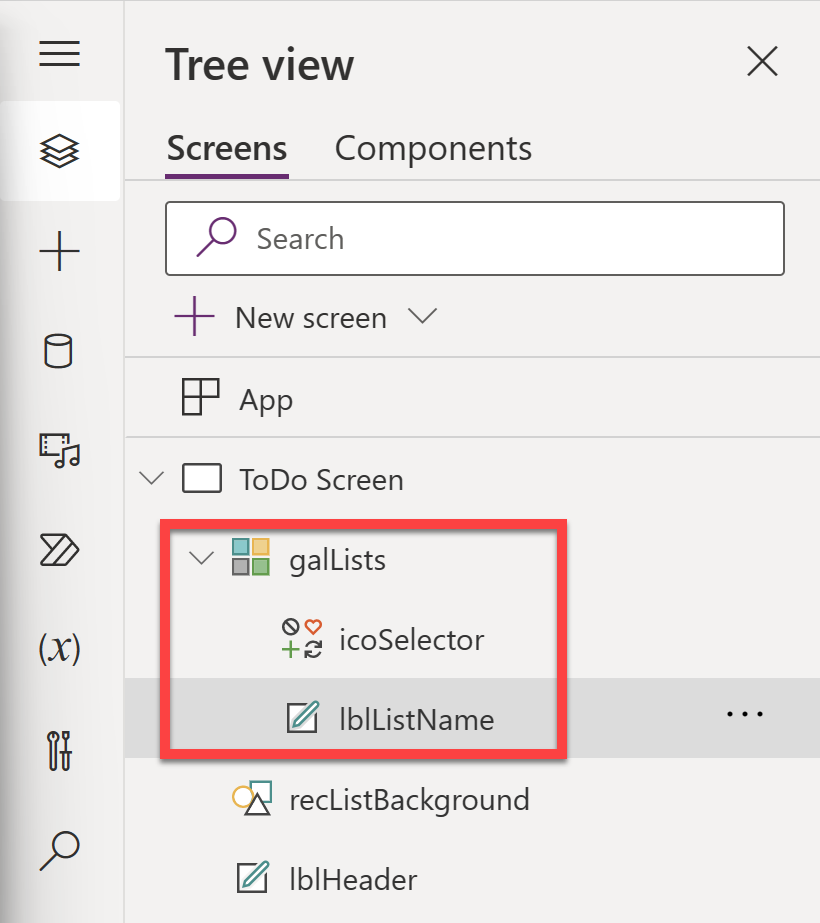 Tree view
Screens Components
Search
New screen
App
ToDo Screen
galLists
icoSelector
(x) lblListName
recListBackground
lblHeader